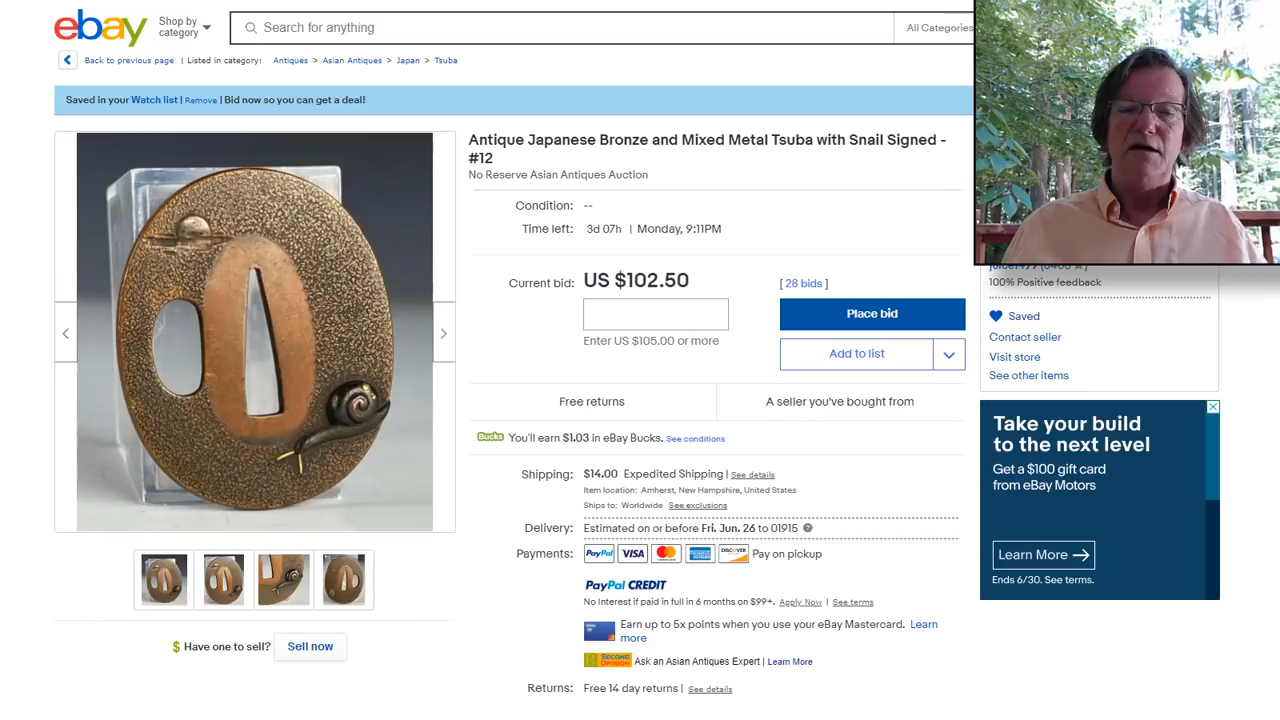 ebay
Shop by
category
Search for anything
All Categories
Back to previous page | Listed in category: Antiques > Asian Antiques > Japan > Tsuba
Saved in your Watch list | Remove | Bid now so you can get a deal!
Antique Japanese Bronze and Mixed Metal Tsuba with Snail Signed -
#12
No Reserve Asian Antiques Auction
Condition: --
Time left: 3d 07h | Monday, 9:11PM
Current bid: US $102.50 [ 28 bids ]
Place bid
Enter US $105.00 or more
Add to list
Free returns
A seller you've bought from
Bucks You'll earn $1.03 in eBay Bucks. See conditions
Shipping: $14.00 Expedited Shipping | See details
Item location: Amherst, New Hampshire, United States
Ships to: Worldwide See exclusions
Delivery: Estimated on or before Fri. Jun. 26 to 01915
Payments: PayPal VISA MasterCard AMERICAN EXPRESS DISCOVER Pay on pickup
PayPal CREDIT
No Interest if paid in full in 6 months on $99+. Apply Now | See terms
Earn up to 5x points when you use your eBay Mastercard. Learn
more
SECOND OPINION Ask an Asian Antiques Expert | Learn More
Returns: Free 14 day returns | See details
$ Have one to sell? Sell now
100% Positive feedback
Saved
Contact seller
Visit store
See other items
Take your build
to the next level
Get a $100 gift card
from eBay Motors
Learn More →
Ends 6/30. See terms.